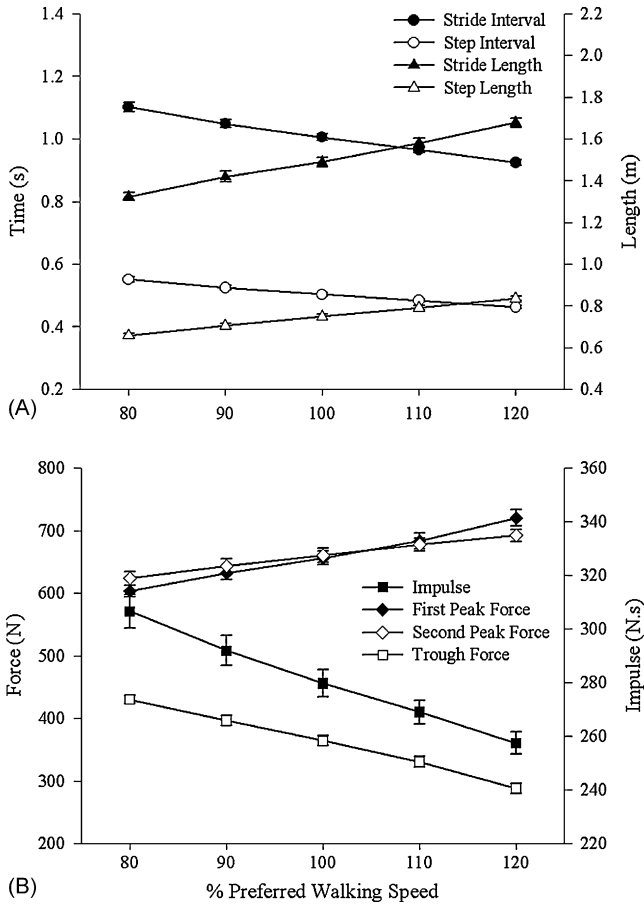 1.4
1.2
1.0
0.8
0.6
0.4
0.2
Time (s)
2.2
2.0
1.8
1.6
1.4
1.2
1.0
0.8
0.6
0.4
Length (m)
Stride Interval
Step Interval
Stride Length
Step Length
80 90 100 110 120
(A)
800
700
600
500
400
300
200
Force (N)
360
340
320
300
280
260
240
220
Impulse (N.s)
Impulse
First Peak Force
Second Peak Force
Trough Force
80 90 100 110 120
(B)
% Preferred Walking Speed